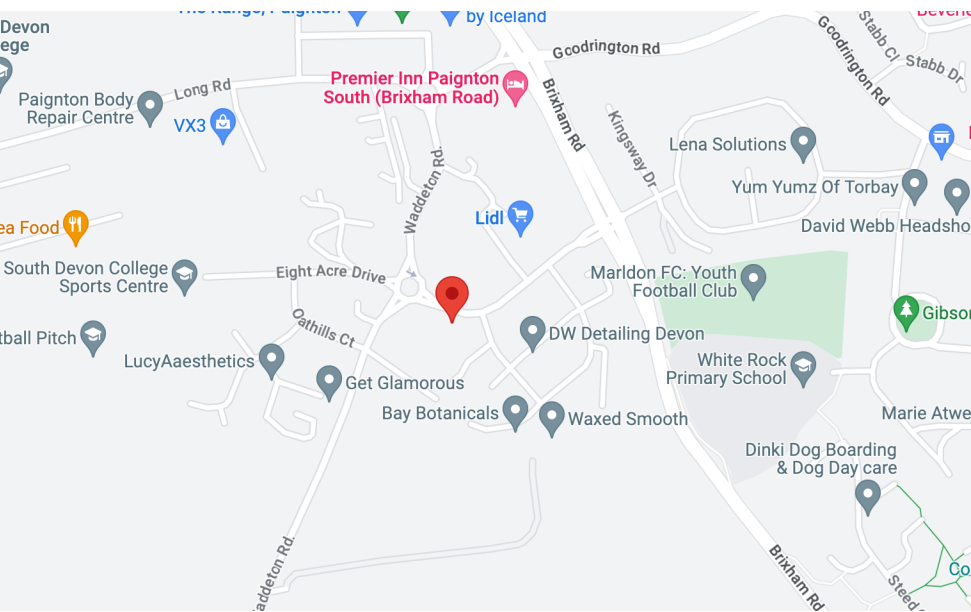 The Range, Paignton
by Iceland
Devon
ege
Goodrington Rd
Goodrington Rd
Stabb Cl
Stabb Dr
Premier Inn Paignton
South (Brixham Road)
Long Rd
Paignton Body
Repair Centre
VX3
Brixham Rd
Kingsway Dr
Lena Solutions
Waddeton Rd.
Yum Yumz Of Torbay
Lidl
David Webb Headsho
ea Food
South Devon College
Sports Centre
Eight Acre Drive
Marldon FC: Youth
Football Club
Gibson
Oathills Ct
tball Pitch
DW Detailing Devon
LucyAaesthetics
White Rock
Primary School
Get Glamorous
Bay Botanicals
Waxed Smooth
Marie Atwe
Dinki Dog Boarding
& Dog Day care
addeton Rd.
Brixham Rd
Steed
Co